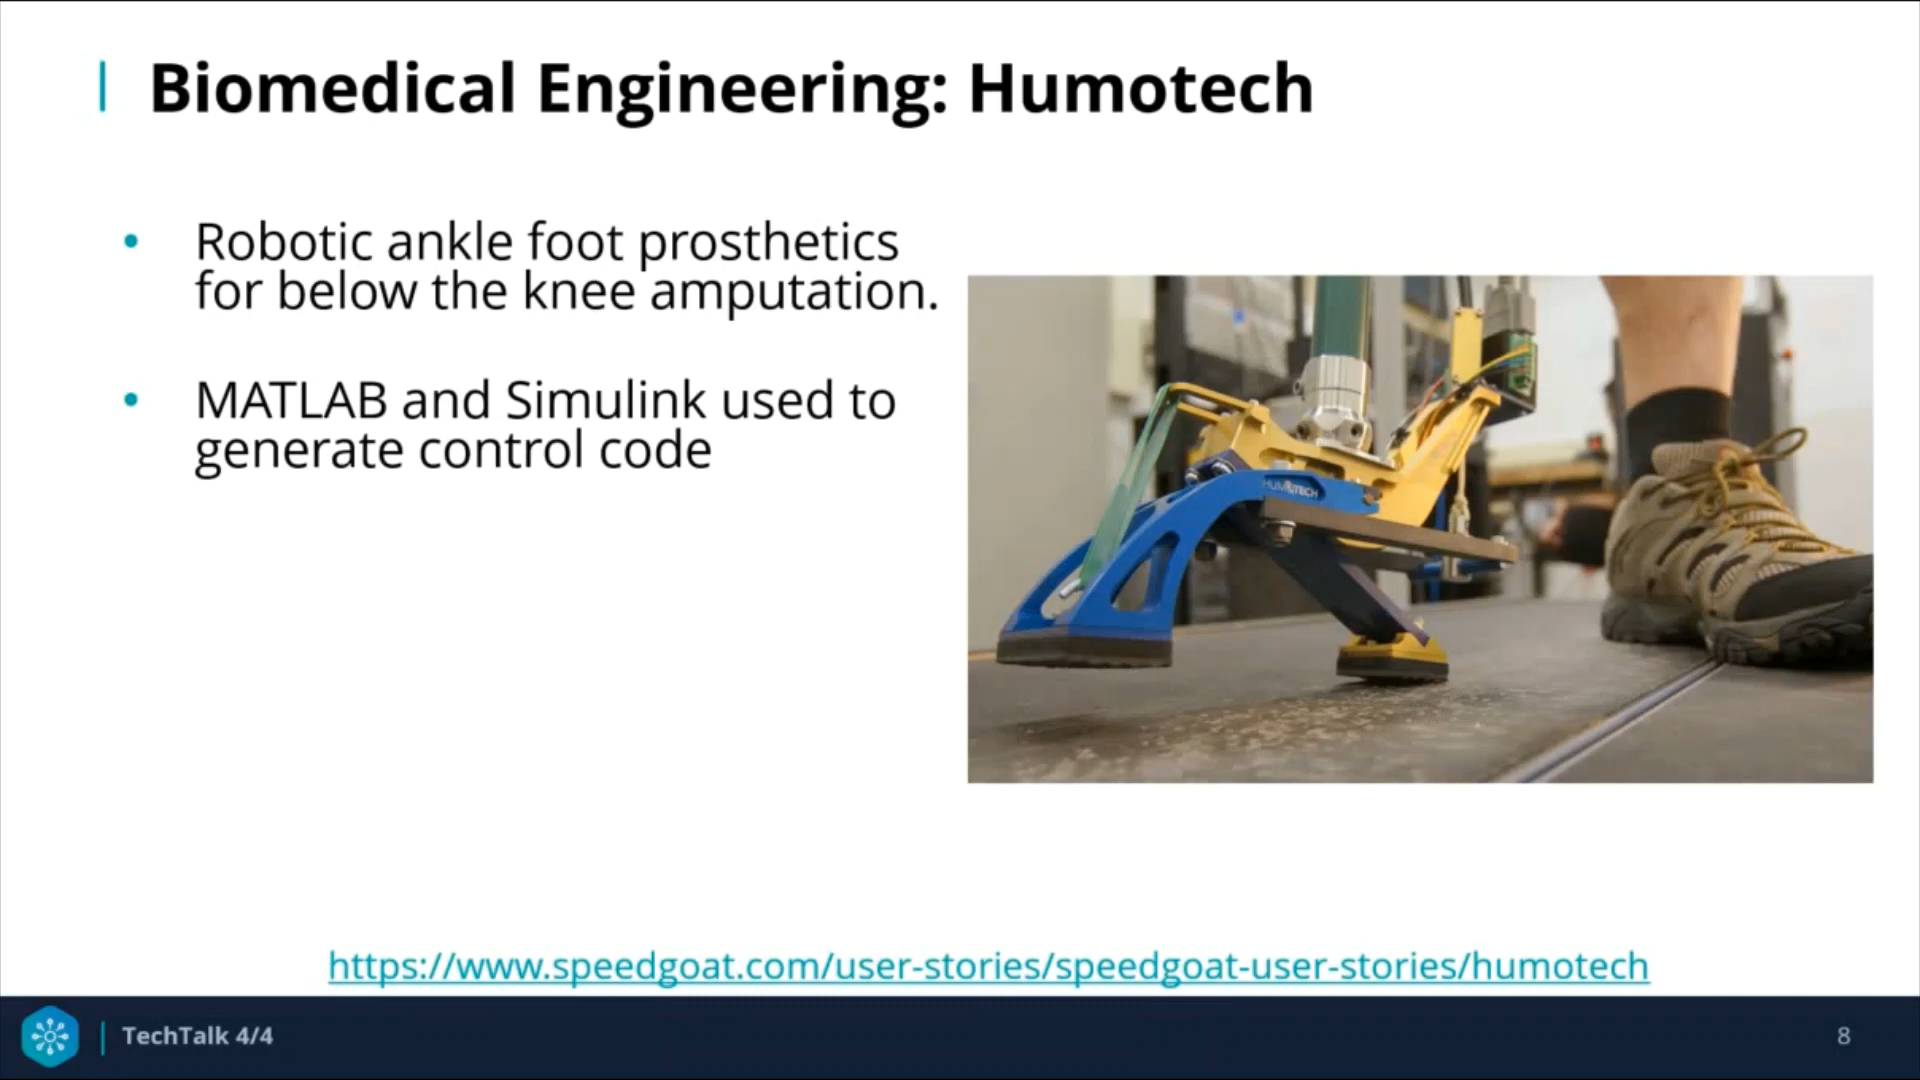 Biomedical Engineering: Humotech
• Robotic ankle foot prosthetics
for below the knee amputation.
• MATLAB and Simulink used to
generate control code
HUMOTECH
https://www.speedgoat.com/user-stories/speedgoat-user-stories/humotech
TechTalk 4/4
8